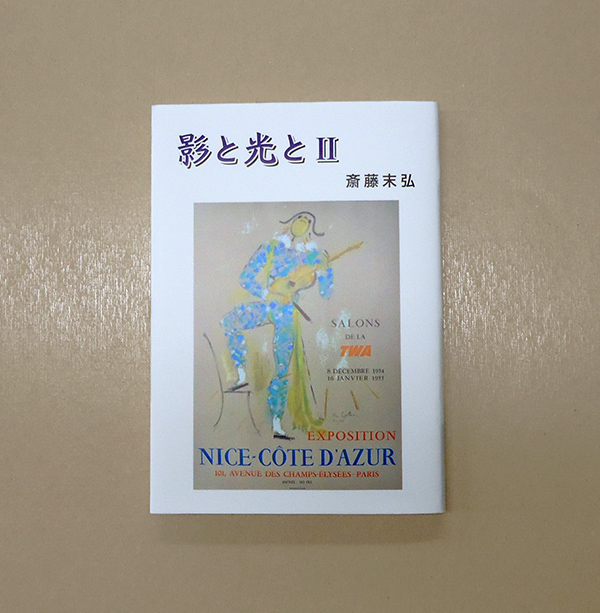 影と光とⅡ
斎藤末弘
SALONS
DE LA
TWA
8 DECEMBRE 1954
16 JANVIER 1955
EXPOSITION
NICE-CÔTE D'AZUR
101, AVENUE DES CHAMPS-ELYSEES-PARIS